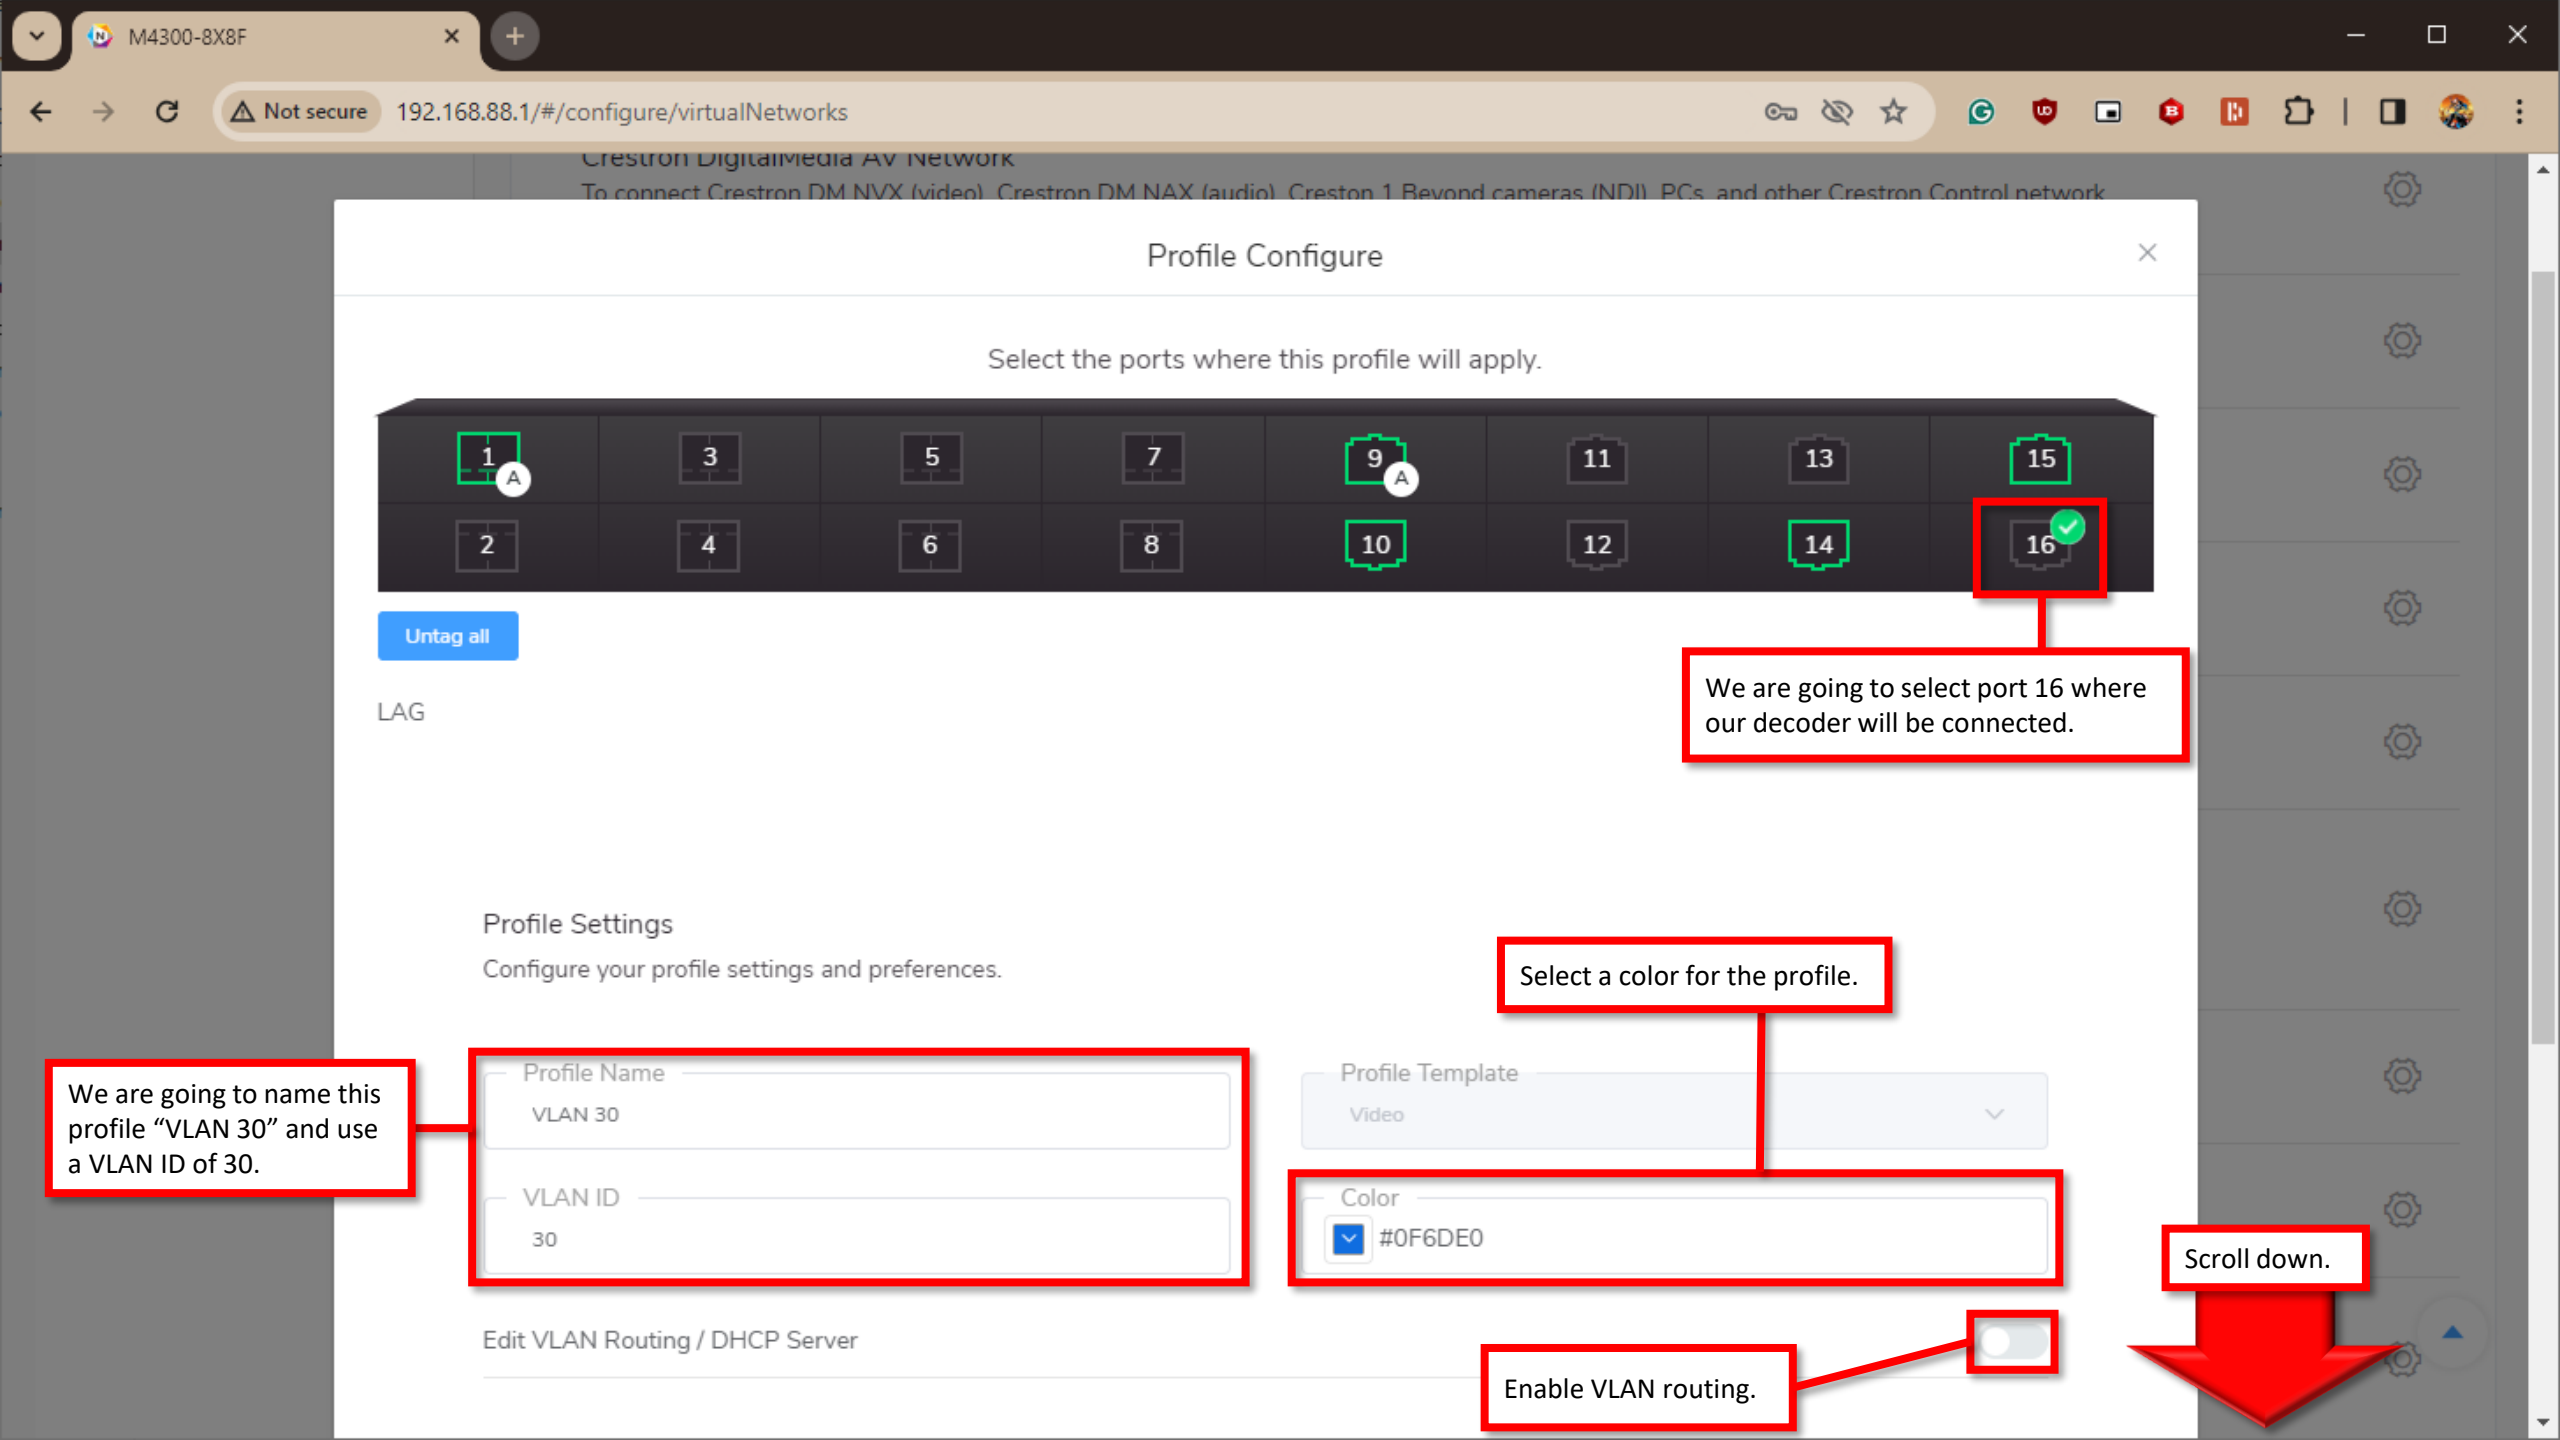 M4300-8X8F
Not secure
192.168.88.1/#/configure/virtualNetworks
Crestron DigitalMedia AV Network
To connect Crestron DM NVX (video), Crestron DM NAX (audio), Creston 1 Beyond cameras (NDI), PCs, and other Crestron Control network
Profile Configure
Select the ports where this profile will apply.
1 A 3 5 7 9 A 11 13 15
2 4 6 8 10 12 14 16
Untag all
We are going to select port 16 where
our decoder will be connected.
LAG
Profile Settings
Configure your profile settings and preferences.
Select a color for the profile.
We are going to name this
profile “VLAN 30” and use
a VLAN ID of 30.
Profile Name
VLAN 30
Profile Template
Video
VLAN ID
30
Color
#0F6DE0
Scroll down.
Edit VLAN Routing / DHCP Server
Enable VLAN routing.